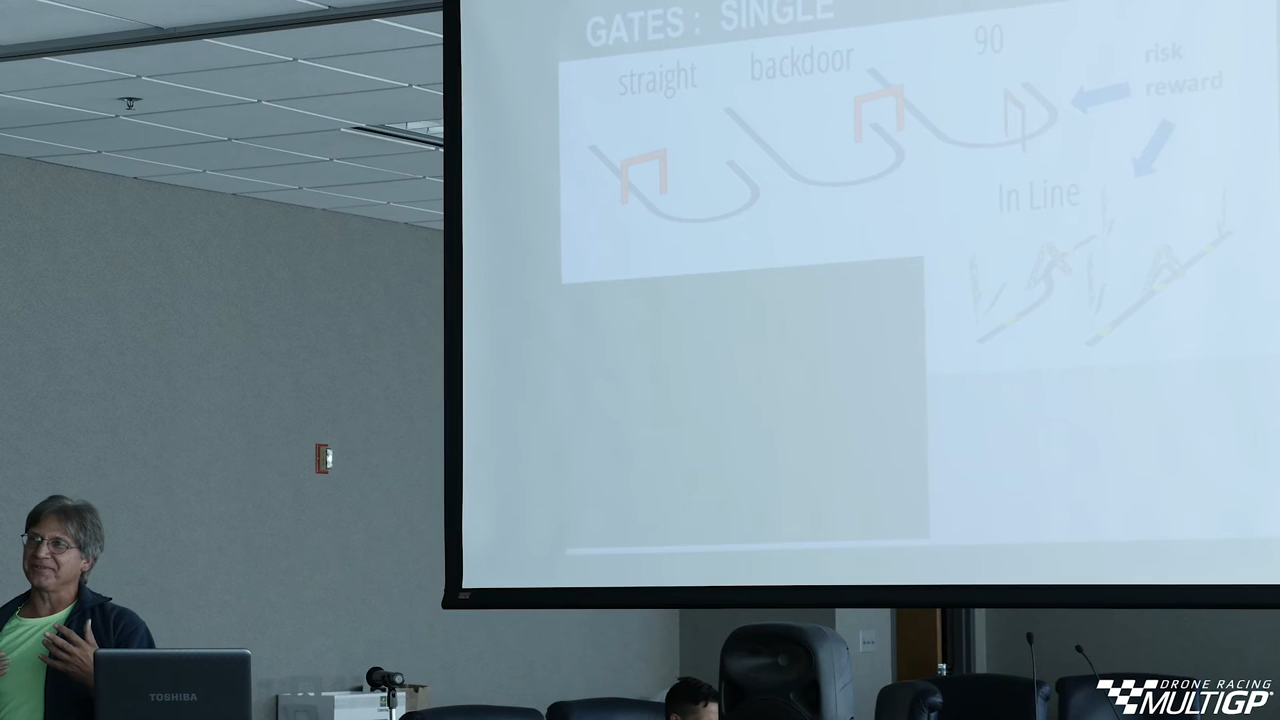 GATES : SINGLE
straight
backdoor
90
risk
reward
In Line
TOSHIBA
DRONE RACING
MULTIGP